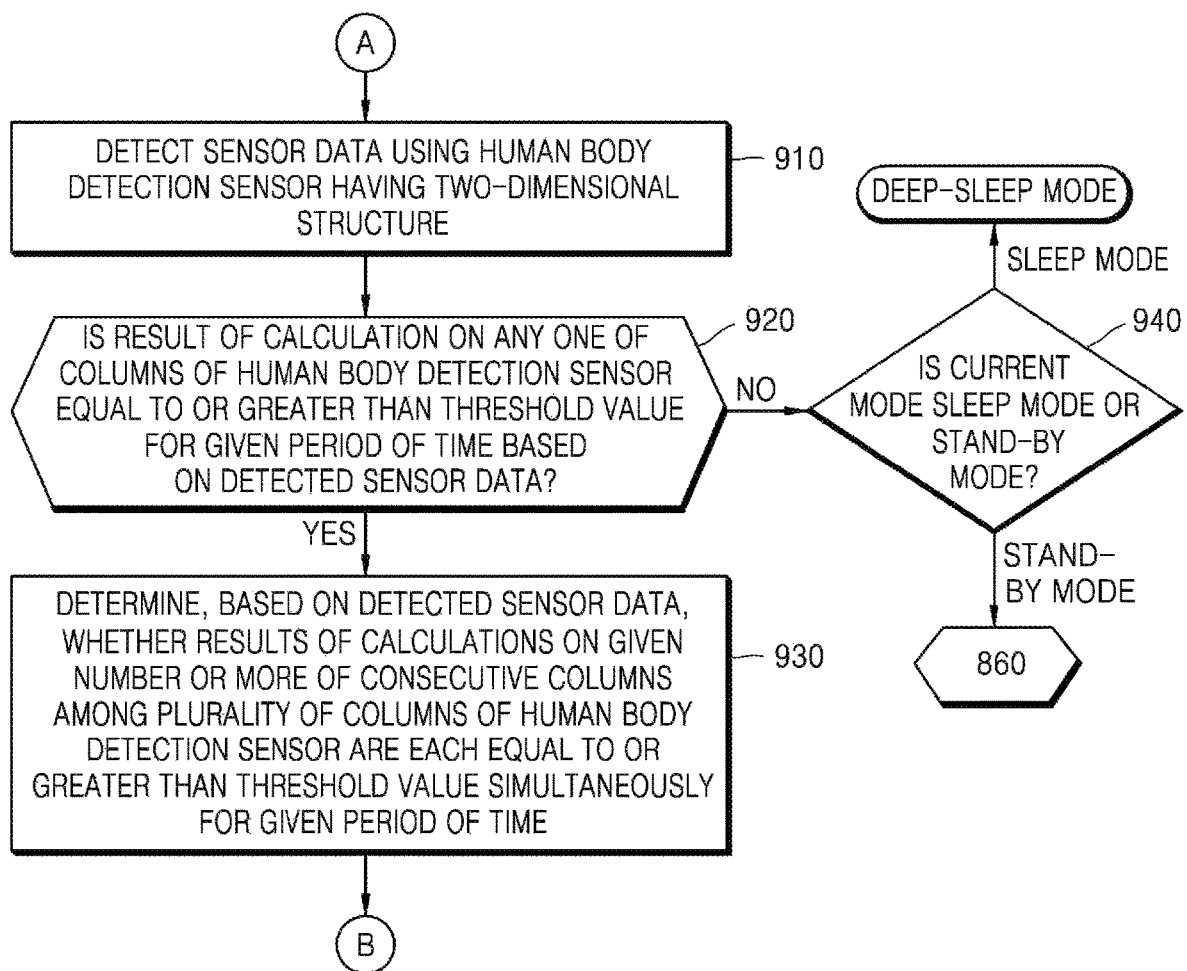 A
DETECT SENSOR DATA USING HUMAN BODY
DETECTION SENSOR HAVING TWO-DIMENSIONAL
STRUCTURE
910
IS RESULT OF CALCULATION ON ANY ONE OF
COLUMNS OF HUMAN BODY DETECTION SENSOR
EQUAL TO OR GREATER THAN THRESHOLD VALUE
FOR GIVEN PERIOD OF TIME BASED
ON DETECTED SENSOR DATA?
920
NO
YES
DETERMINE, BASED ON DETECTED SENSOR DATA,
WHETHER RESULTS OF CALCULATIONS ON GIVEN
NUMBER OR MORE OF CONSECUTIVE COLUMNS
AMONG PLURALITY OF COLUMNS OF HUMAN BODY
DETECTION SENSOR ARE EACH EQUAL TO OR
GREATER THAN THRESHOLD VALUE SIMULTANEOUSLY
FOR GIVEN PERIOD OF TIME
930
B
DEEP-SLEEP MODE
SLEEP MODE
IS CURRENT
MODE SLEEP MODE OR
STAND-BY
MODE?
940
STAND-
BY MODE
860